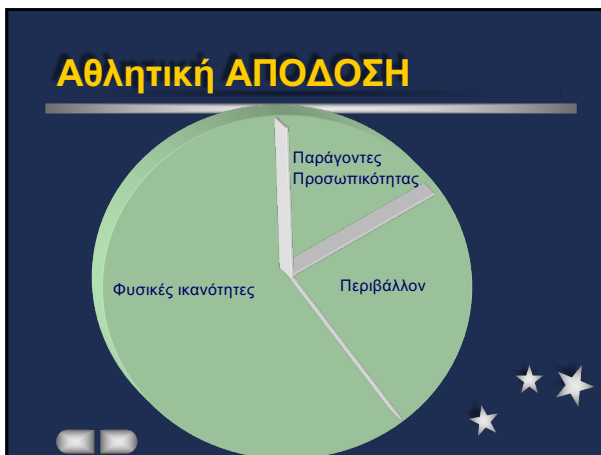 Αθλητική ΑΠΟΔΟΣΗ
Παράγοντες
Προσωπικότητας
Φυσικές ικανότητες
Περιβάλλον